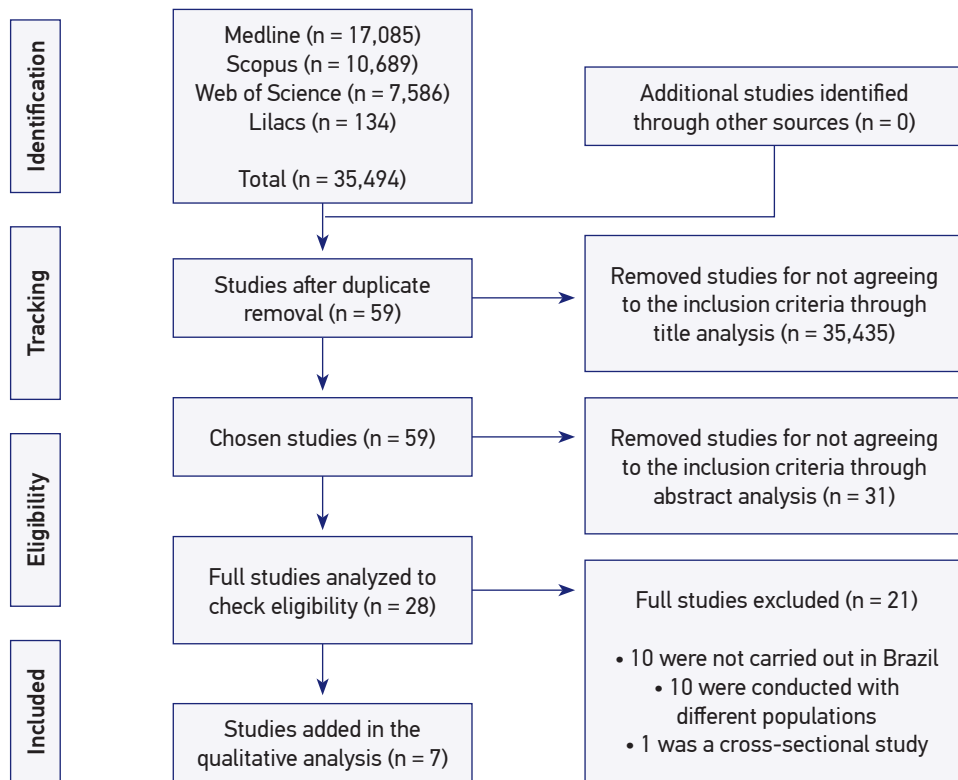 Identification
Medline (n = 17,085)
Scopus (n = 10,689)
Web of Science (n = 7,586)
Lilacs (n = 134)
Total (n = 35,494)
Additional studies identified
through other sources (n = 0)
Tracking
Studies after duplicate
removal (n = 59)
Removed studies for not agreeing
to the inclusion criteria through
title analysis (n = 35,435)
Eligibility
Chosen studies (n = 59)
Removed studies for not agreeing
to the inclusion criteria through
abstract analysis (n = 31)
Full studies analyzed to
check eligibility (n = 28)
Full studies excluded (n = 21)
• 10 were not carried out in Brazil
• 10 were conducted with
different populations
• 1 was a cross-sectional study
Included
Studies added in the
qualitative analysis (n = 7)